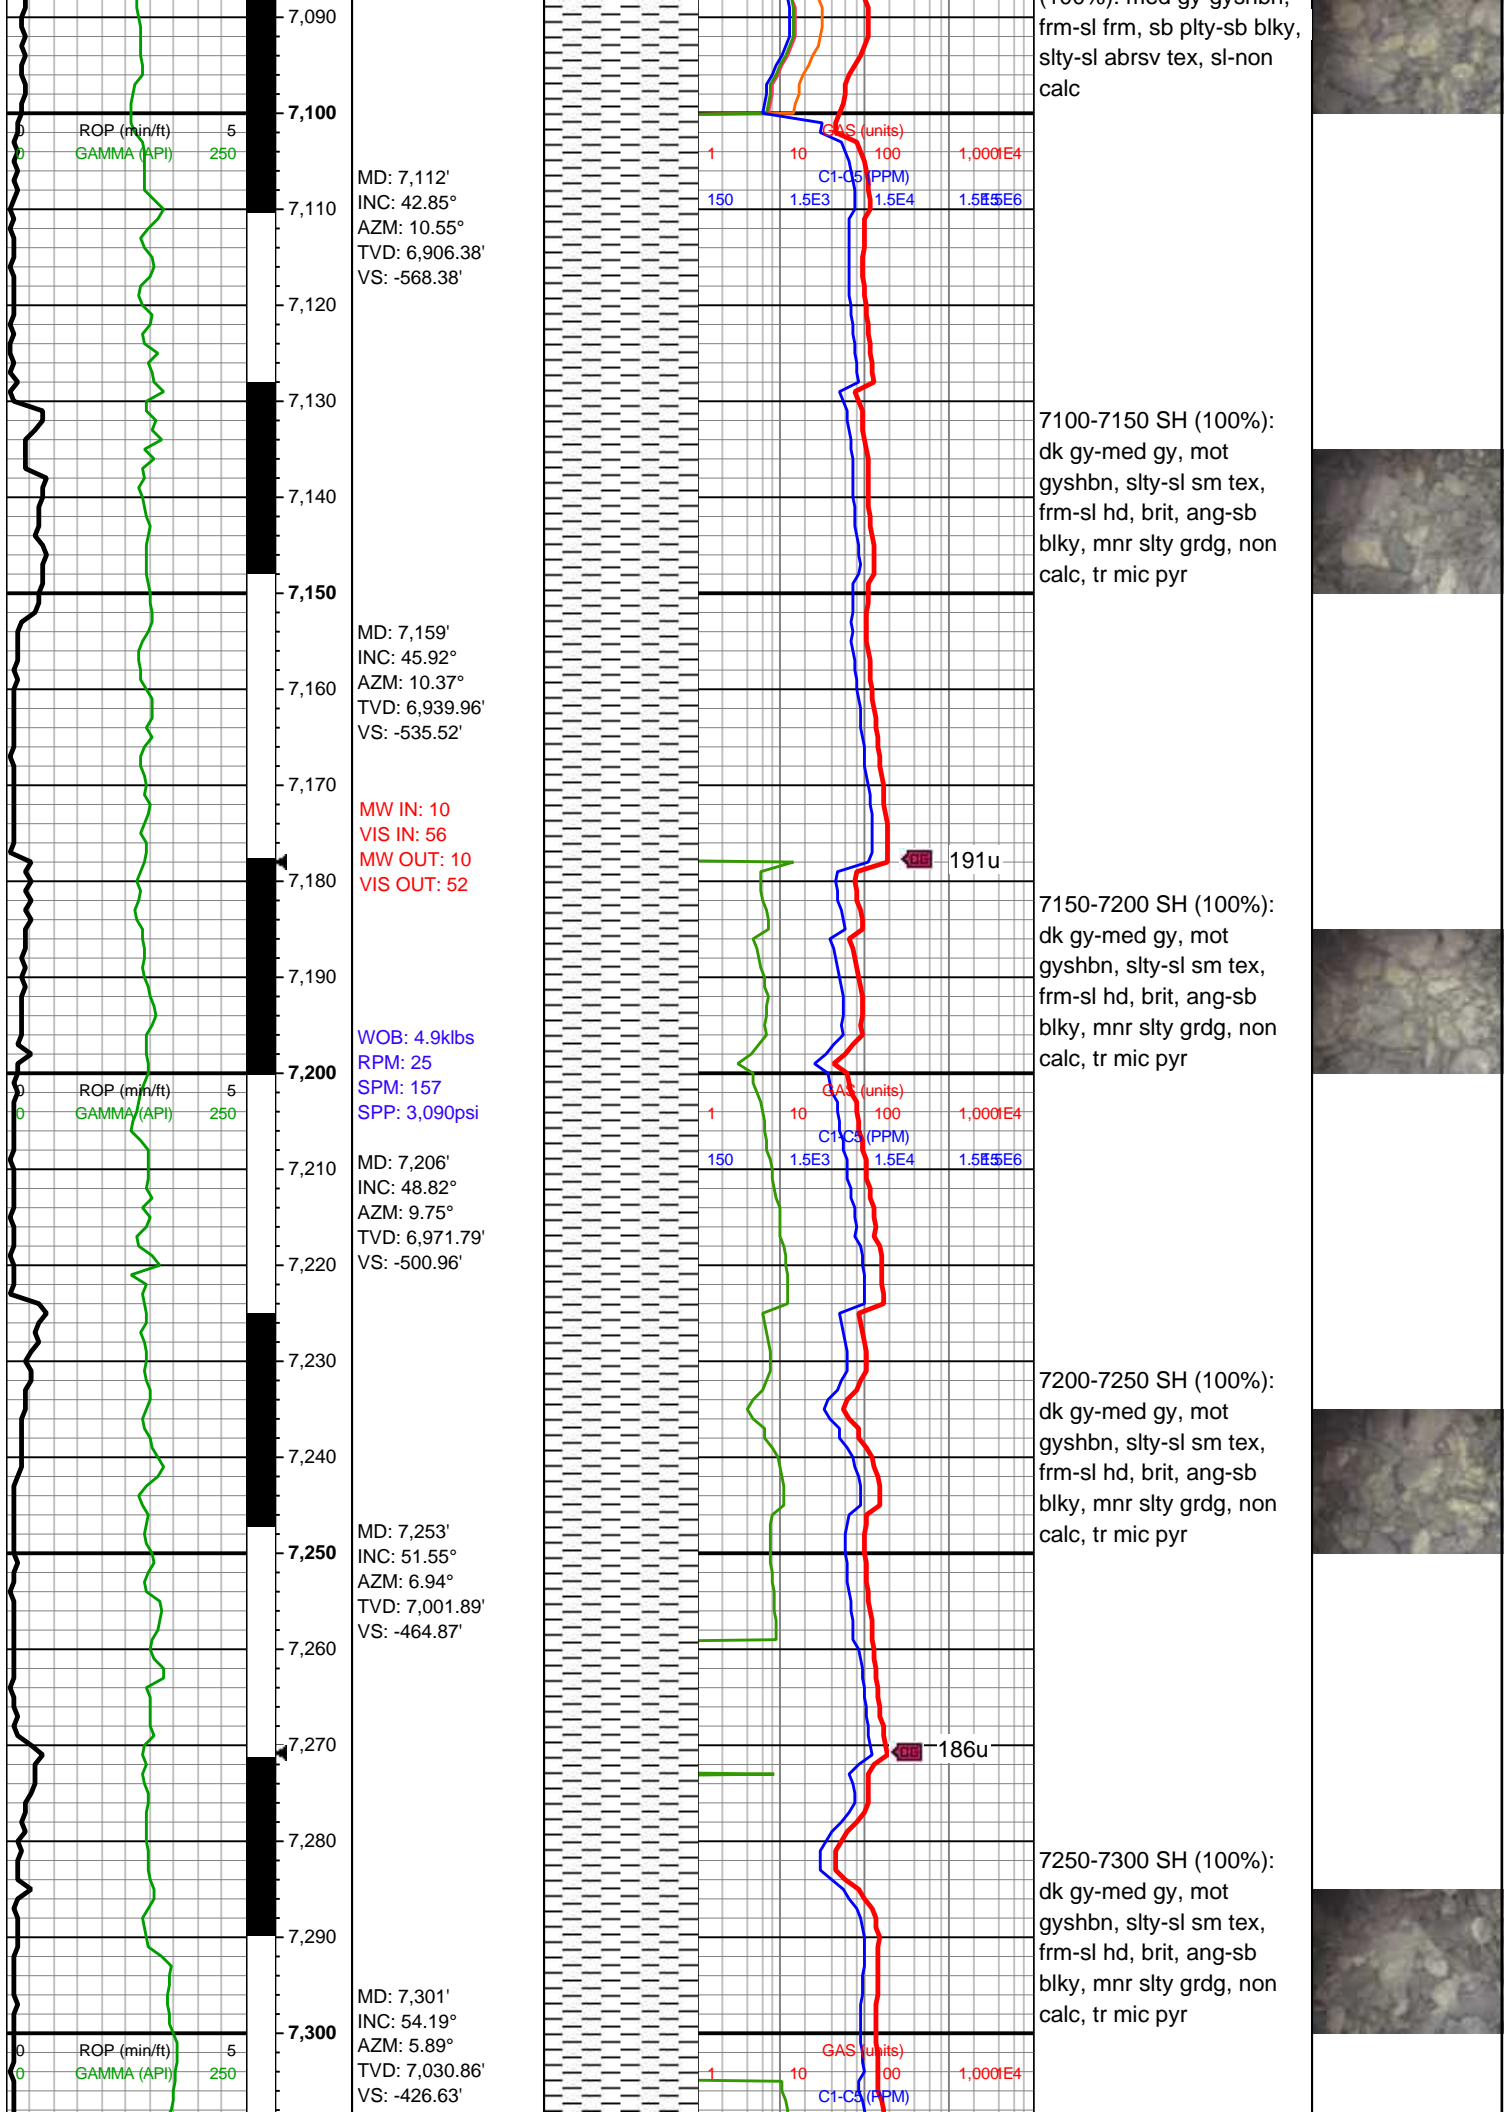 (100%): med gy-gyshbn,
frm-sl frm, sb plty-sb blky,
slty-sl abrsv tex, sl-non
calc
7,090
7,100
0 ROP (min/ft) 5
0 GAMMA (API) 250
GAS (units)
1 10 100 1,000 1E4
C1-C5 (PPM)
150 1.5E3 1.5E4 1.5E5 1.5E6
MD: 7,112'
INC: 42.85°
AZM: 10.55°
TVD: 6,906.38'
VS: -568.38'
7,110
7,120
7,130
7100-7150 SH (100%):
dk gy-med gy, mot
gyshbn, slty-sl sm tex,
frm-sl hd, brit, ang-sb
blky, mnr slty grdg, non
calc, tr mic pyr
7,140
7,150
MD: 7,159'
INC: 45.92°
AZM: 10.37°
TVD: 6,939.96'
VS: -535.52'
7,160
7,170
MW IN: 10
VIS IN: 56
MW OUT: 10
VIS OUT: 52
OG 191u
7,180
7150-7200 SH (100%):
dk gy-med gy, mot
gyshbn, slty-sl sm tex,
frm-sl hd, brit, ang-sb
blky, mnr slty grdg, non
calc, tr mic pyr
7,190
WOB: 4.9klbs
RPM: 25
SPM: 157
SPP: 3,090psi
7,200
0 ROP (min/ft) 5
0 GAMMA (API) 250
GAS (units)
1 10 100 1,000 1E4
C1-C5 (PPM)
150 1.5E3 1.5E4 1.5E5 1.5E6
MD: 7,206'
INC: 48.82°
AZM: 9.75°
TVD: 6,971.79'
VS: -500.96'
7,210
7,220
7,230
7200-7250 SH (100%):
dk gy-med gy, mot
gyshbn, slty-sl sm tex,
frm-sl hd, brit, ang-sb
blky, mnr slty grdg, non
calc, tr mic pyr
7,240
7,250
MD: 7,253'
INC: 51.55°
AZM: 6.94°
TVD: 7,001.89'
VS: -464.87'
7,260
7,270
OG 186u
7,280
7250-7300 SH (100%):
dk gy-med gy, mot
gyshbn, slty-sl sm tex,
frm-sl hd, brit, ang-sb
blky, mnr slty grdg, non
calc, tr mic pyr
7,290
7,300
MD: 7,301'
INC: 54.19°
AZM: 5.89°
TVD: 7,030.86'
VS: -426.63'
0 ROP (min/ft) 5
0 GAMMA (API) 250
GAS (units)
1 10 100 1,000 1E4
C1-C5 (PPM)